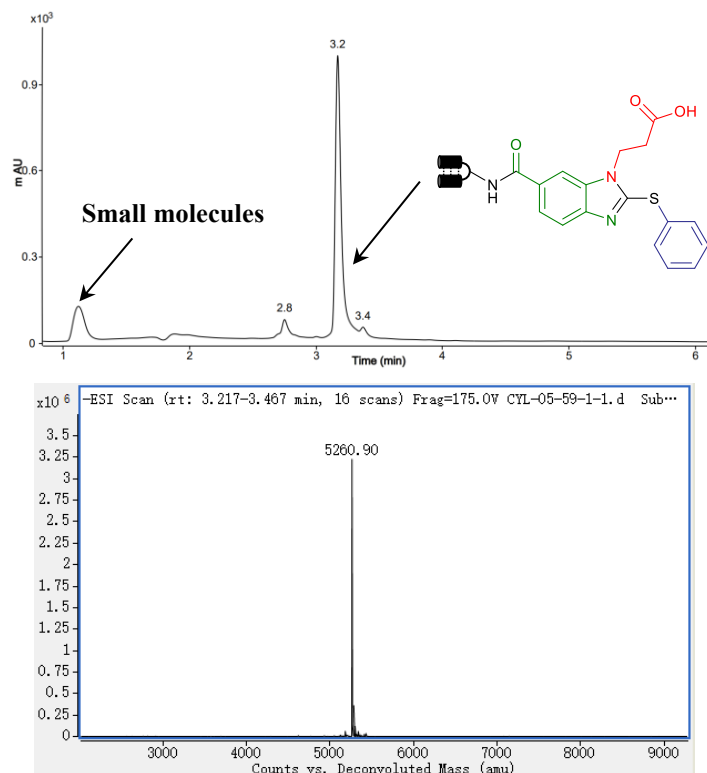 x10³
m AU
0.9
0.6
0.3
0
3.2
2.8
3.4
Small molecules
1 2 3 4 5 6
Time (min)
O
OH
O
N
H
N
N
S
x10 6
-ESI Scan (rt: 3.217-3.467 min, 16 scans) Frag=175.0V CYL-05-59-1-1.d Sub⋯
5260.90
3.5
3.25
3
2.75
2.5
2.25
2
1.75
1.5
1.25
1
0.75
0.5
0.25
0
3000 4000 5000 6000 7000 8000 9000
Counts vs. Deconvoluted Mass (amu)